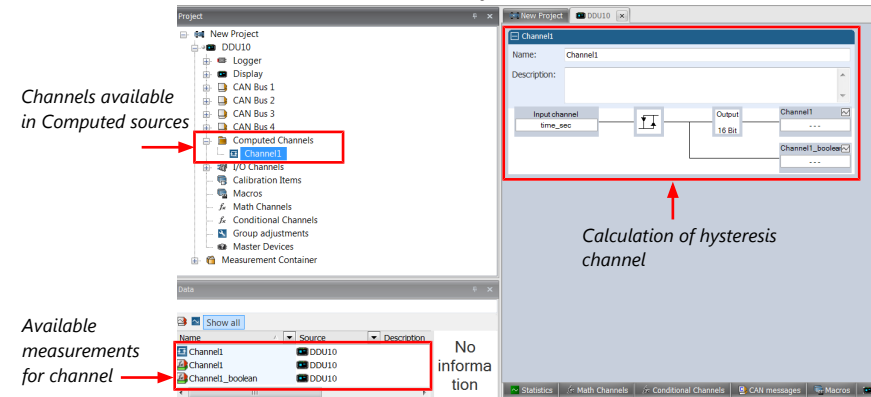 Project
New Project
DDU10
New Project
DDU10
Logger
Display
CAN Bus 1
CAN Bus 2
CAN Bus 3
CAN Bus 4
Computed Channels
Channel1
I/O Channels
Calibration Items
Macros
Math Channels
Conditional Channels
Group adjustments
Master Devices
Measurement Container
Channels available
in Computed sources
Channel1
Name: Channel1
Description:
Input channel
time_sec
Output
16 Bit
Channel1
---
Channel1_boolea
---
Calculation of hysteresis
channel
Data
Show all
Name Source Description
Channel1 DDU10
Channel1 DDU10
Channel1_boolean DDU10
No
informa
tion
Available
measurements
for channel
Statistics Math Channels Conditional Channels CAN messages Macros